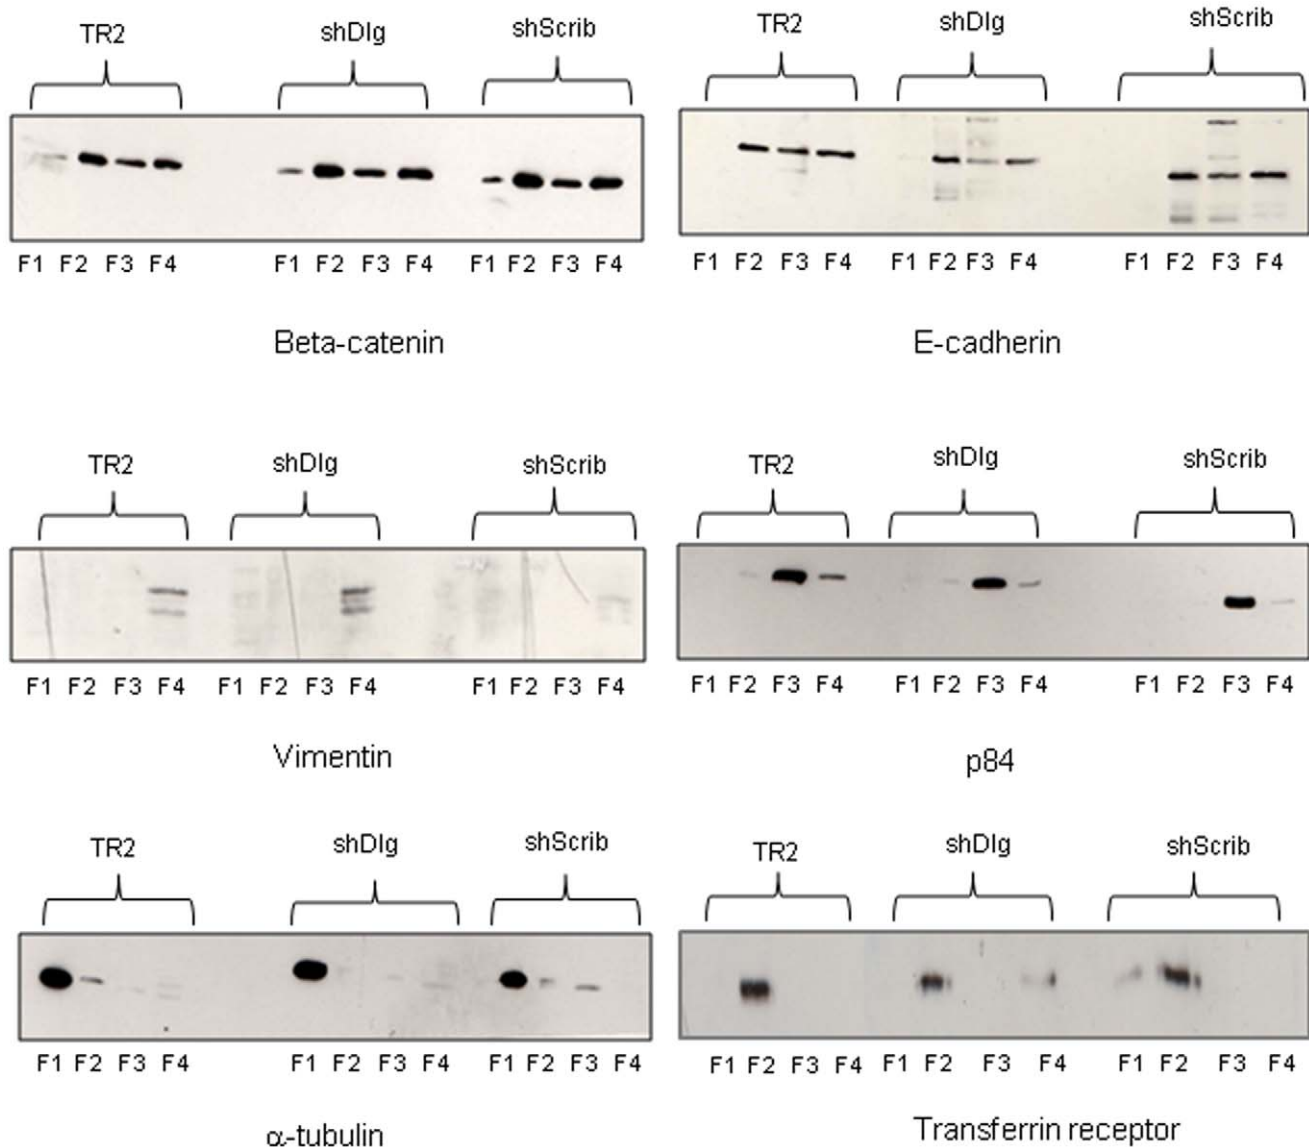 TR2 shDlg shScrib
F1 F2 F3 F4 F1 F2 F3 F4 F1 F2 F3 F4
Beta-catenin
TR2 shDlg shScrib
F1 F2 F3 F4 F1 F2 F3 F4 F1 F2 F3 F4
E-cadherin
TR2 shDlg shScrib
F1 F2 F3 F4 F1 F2 F3 F4 F1 F2 F3 F4
Vimentin
TR2 shDlg shScrib
F1 F2 F3 F4 F1 F2 F3 F4 F1 F2 F3 F4
p84
TR2 shDlg shScrib
F1 F2 F3 F4 F1 F2 F3 F4 F1 F2 F3 F4
α-tubulin
TR2 shDlg shScrib
F1 F2 F3 F4 F1 F2 F3 F4 F1 F2 F3 F4
Transferrin receptor